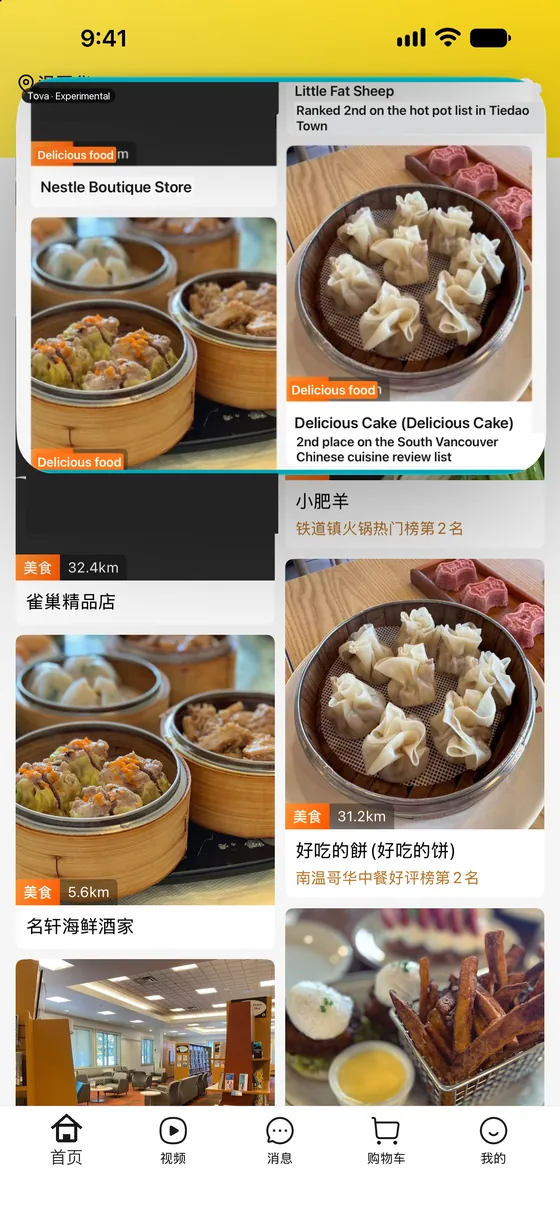 9:41
Tova · Experimental
Little Fat Sheep
Ranked 2nd on the hot pot list in Tiedao
Town
Delicious food
Nestle Boutique Store
Delicious food
Delicious Cake (Delicious Cake)
2nd place on the South Vancouver
Chinese cuisine review list
Delicious food
小肥羊
铁道镇火锅热门榜第2名
美食 32.4km
雀巢精品店
美食 31.2km
好吃的餅 (好吃的饼)
南温哥华中餐好评榜第2名
美食 5.6km
名轩海鲜酒家
首页
视频
消息
购物车
我的